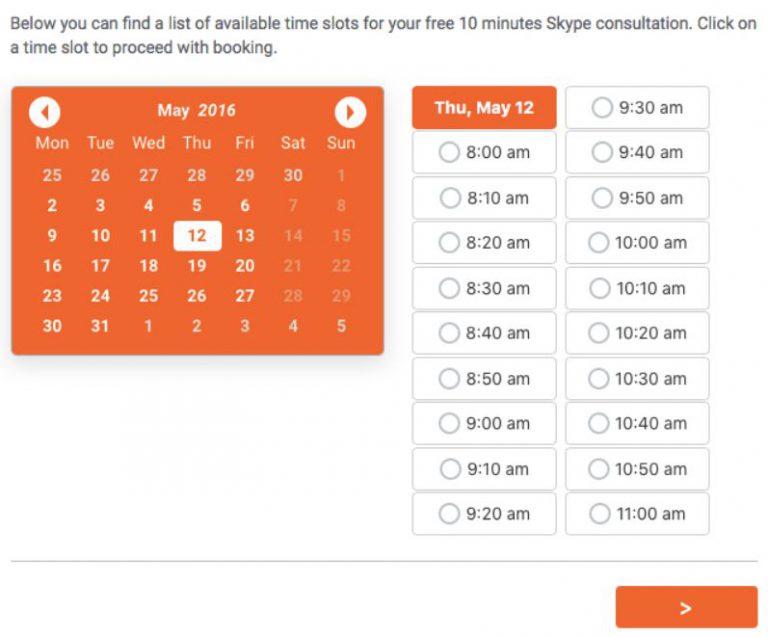 Below you can find a list of available time slots for your free 10 minutes Skype consultation. Click on
a time slot to proceed with booking.
May 2016
Mon Tue Wed Thu Fri Sat Sun
25 26 27 28 29 30 1
2 3 4 5 6 7 8
9 10 11 12 13 14 15
16 17 18 19 20 21 22
23 24 25 26 27 28 29
30 31 1 2 3 4 5
Thu, May 12
8:00 am
8:10 am
8:20 am
8:30 am
8:40 am
8:50 am
9:00 am
9:10 am
9:20 am
9:30 am
9:40 am
9:50 am
10:00 am
10:10 am
10:20 am
10:30 am
10:40 am
10:50 am
11:00 am
>